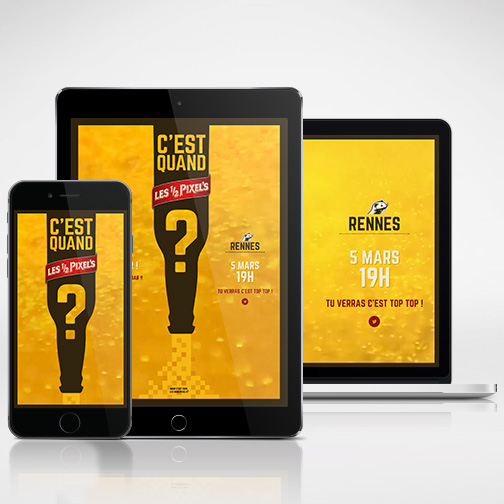 C'EST
QUAND
LES ½ PIXEL'S
?
C'EST
QUAND
LES ½ PIXEL'S
?
RENNES
5 MARS
19H
TU VERRAS C'EST TOP TOP !
RENNES
5 MARS
19H
TU VERRAS C'EST TOP TOP !